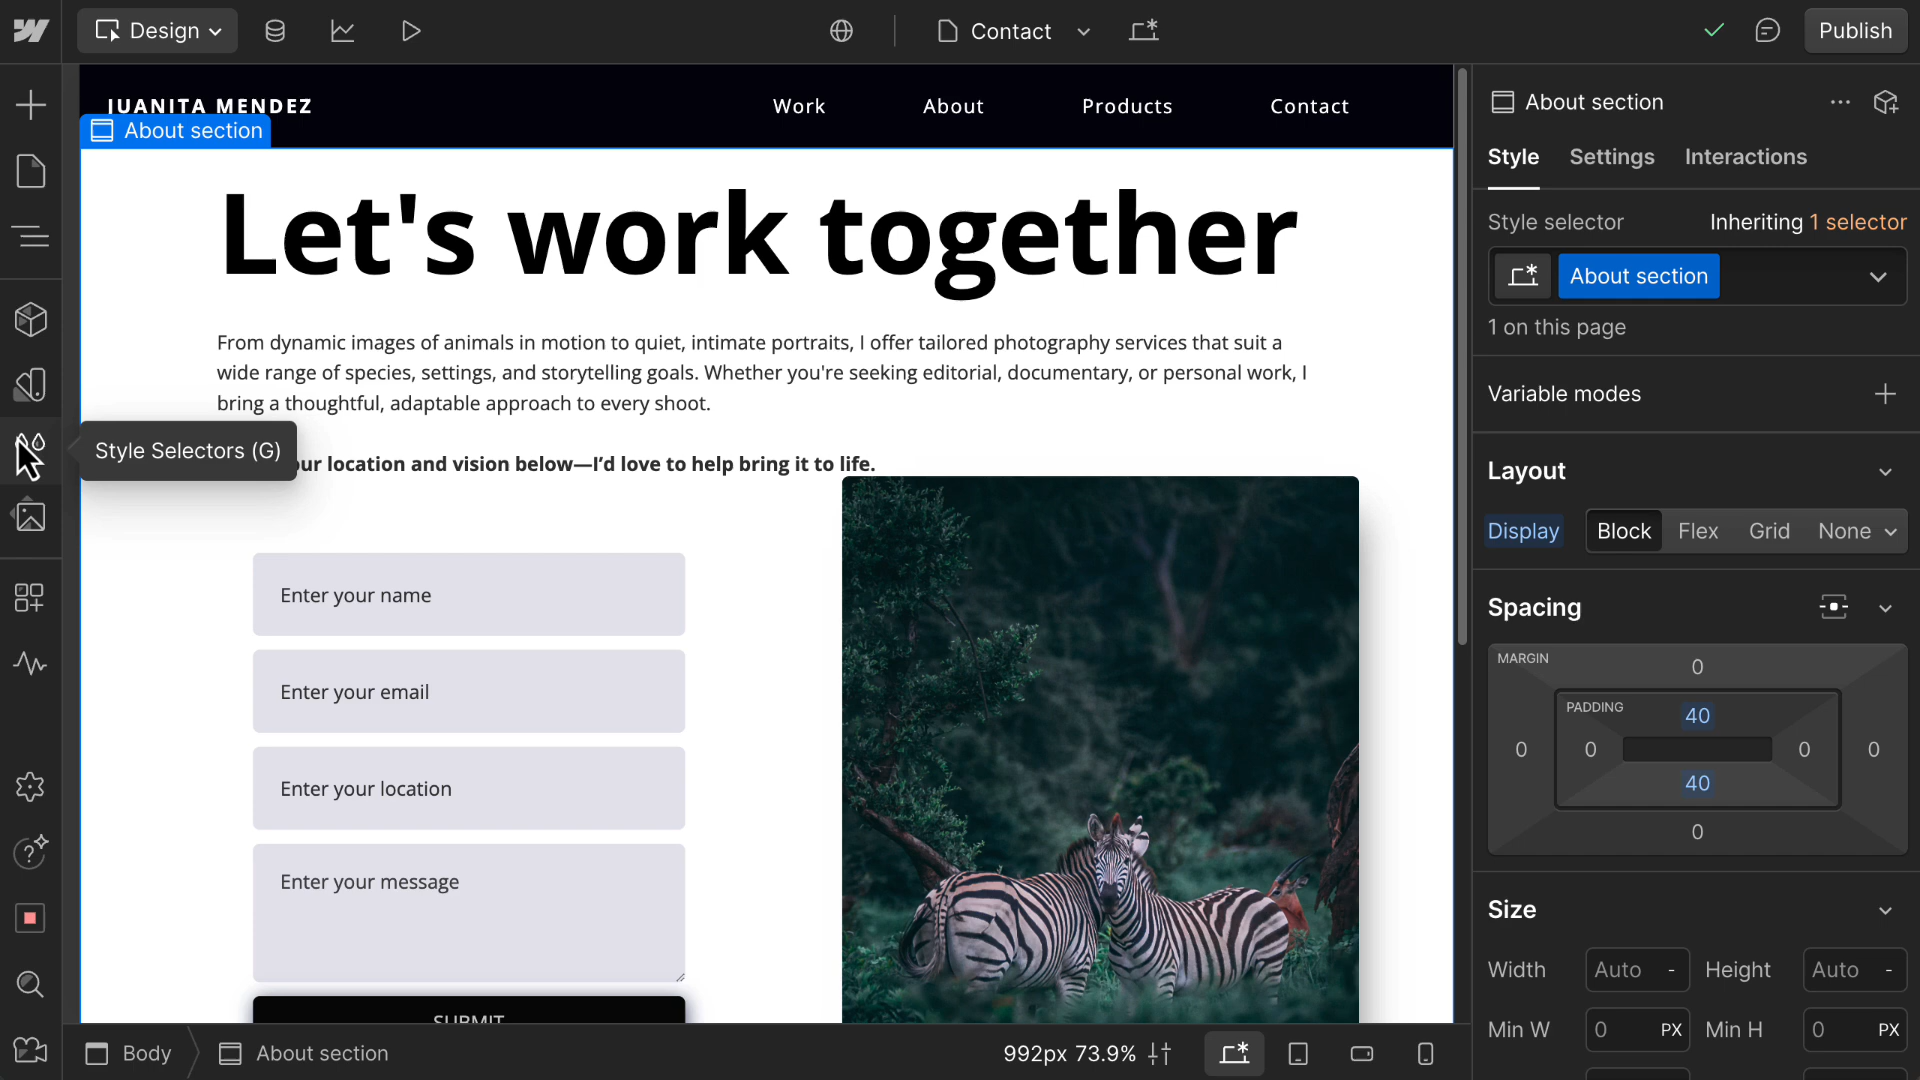 Design
Contact
Publish
JUANITA MENDEZ
Work
About
Products
Contact
About section
Let's work together
From dynamic images of animals in motion to quiet, intimate portraits, I offer tailored photography services that suit a
wide range of species, settings, and storytelling goals. Whether you're seeking editorial, documentary, or personal work, I
bring a thoughtful, adaptable approach to every shoot.
Style Selectors (G)
our location and vision below—I'd love to help bring it to life.
Enter your name
Enter your email
Enter your location
Enter your message
SUBMIT
Body
About section
992px 73.9%
About section
Style
Settings
Interactions
Style selector
Inheriting 1 selector
About section
1 on this page
Variable modes
Layout
Display
Block
Flex
Grid
None
Spacing
MARGIN
0
PADDING
40
0
0
0
0
40
0
Size
Width
Auto -
Height
Auto -
Min W
0 PX
Min H
0 PX